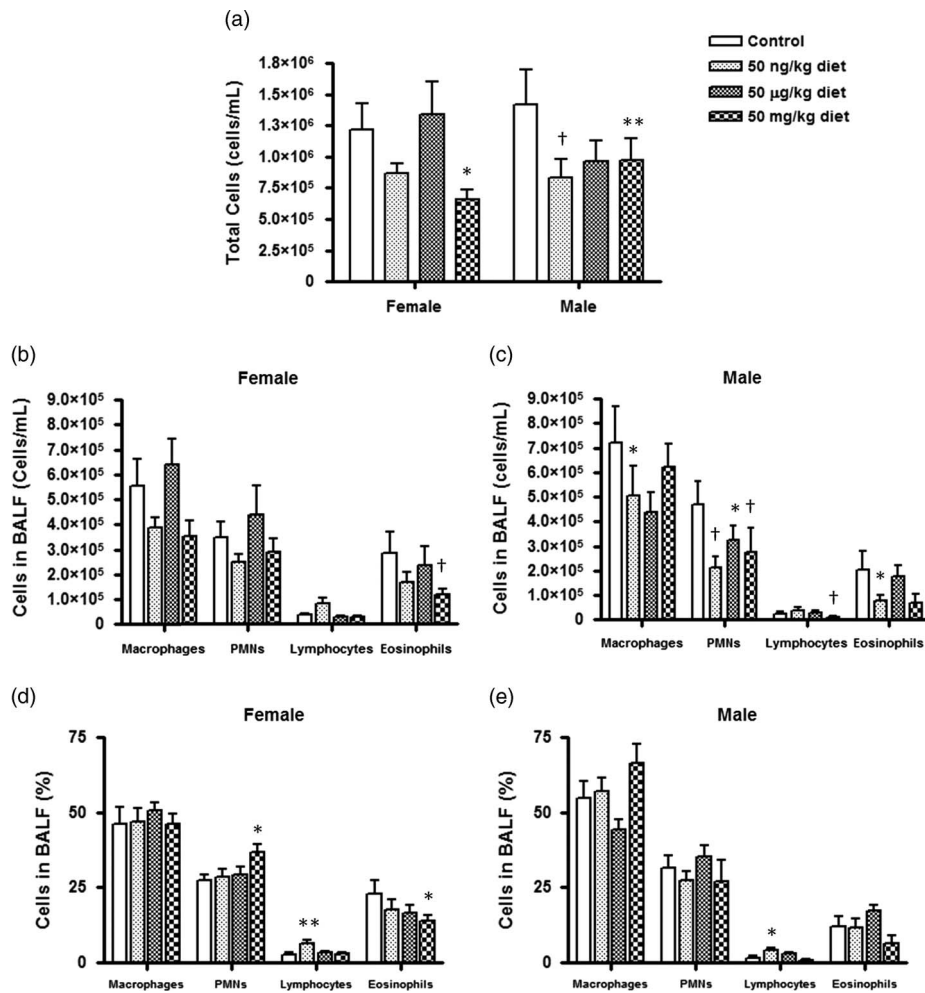 (a)
Control
50 ng/kg diet
50 µg/kg diet
50 mg/kg diet
Total Cells (cells/mL)
1.8×10⁶
1.5×10⁶
1.3×10⁶
1.0×10⁶
7.5×10⁵
5.0×10⁵
2.5×10⁵
0
*
†
**
Female
Male
(b)
Female
Cells in BALF (Cells/mL)
9.0×10⁵
8.0×10⁵
7.0×10⁵
6.0×10⁵
5.0×10⁵
4.0×10⁵
3.0×10⁵
2.0×10⁵
1.0×10⁵
0
†
Macrophages PMNs Lymphocytes Eosinophils
(c)
Male
Cells in BALF (cells/mL)
9.0×10⁵
8.0×10⁵
7.0×10⁵
6.0×10⁵
5.0×10⁵
4.0×10⁵
3.0×10⁵
2.0×10⁵
1.0×10⁵
0
* † * † † *
Macrophages PMNs Lymphocytes Eosinophils
(d)
Female
Cells in BALF (%)
75
50
25
0
* ** *
Macrophages PMNs Lymphocytes Eosinophils
(e)
Male
Cells in BALF (%)
75
50
25
0
*
Macrophages PMNs Lymphocytes Eosinophils